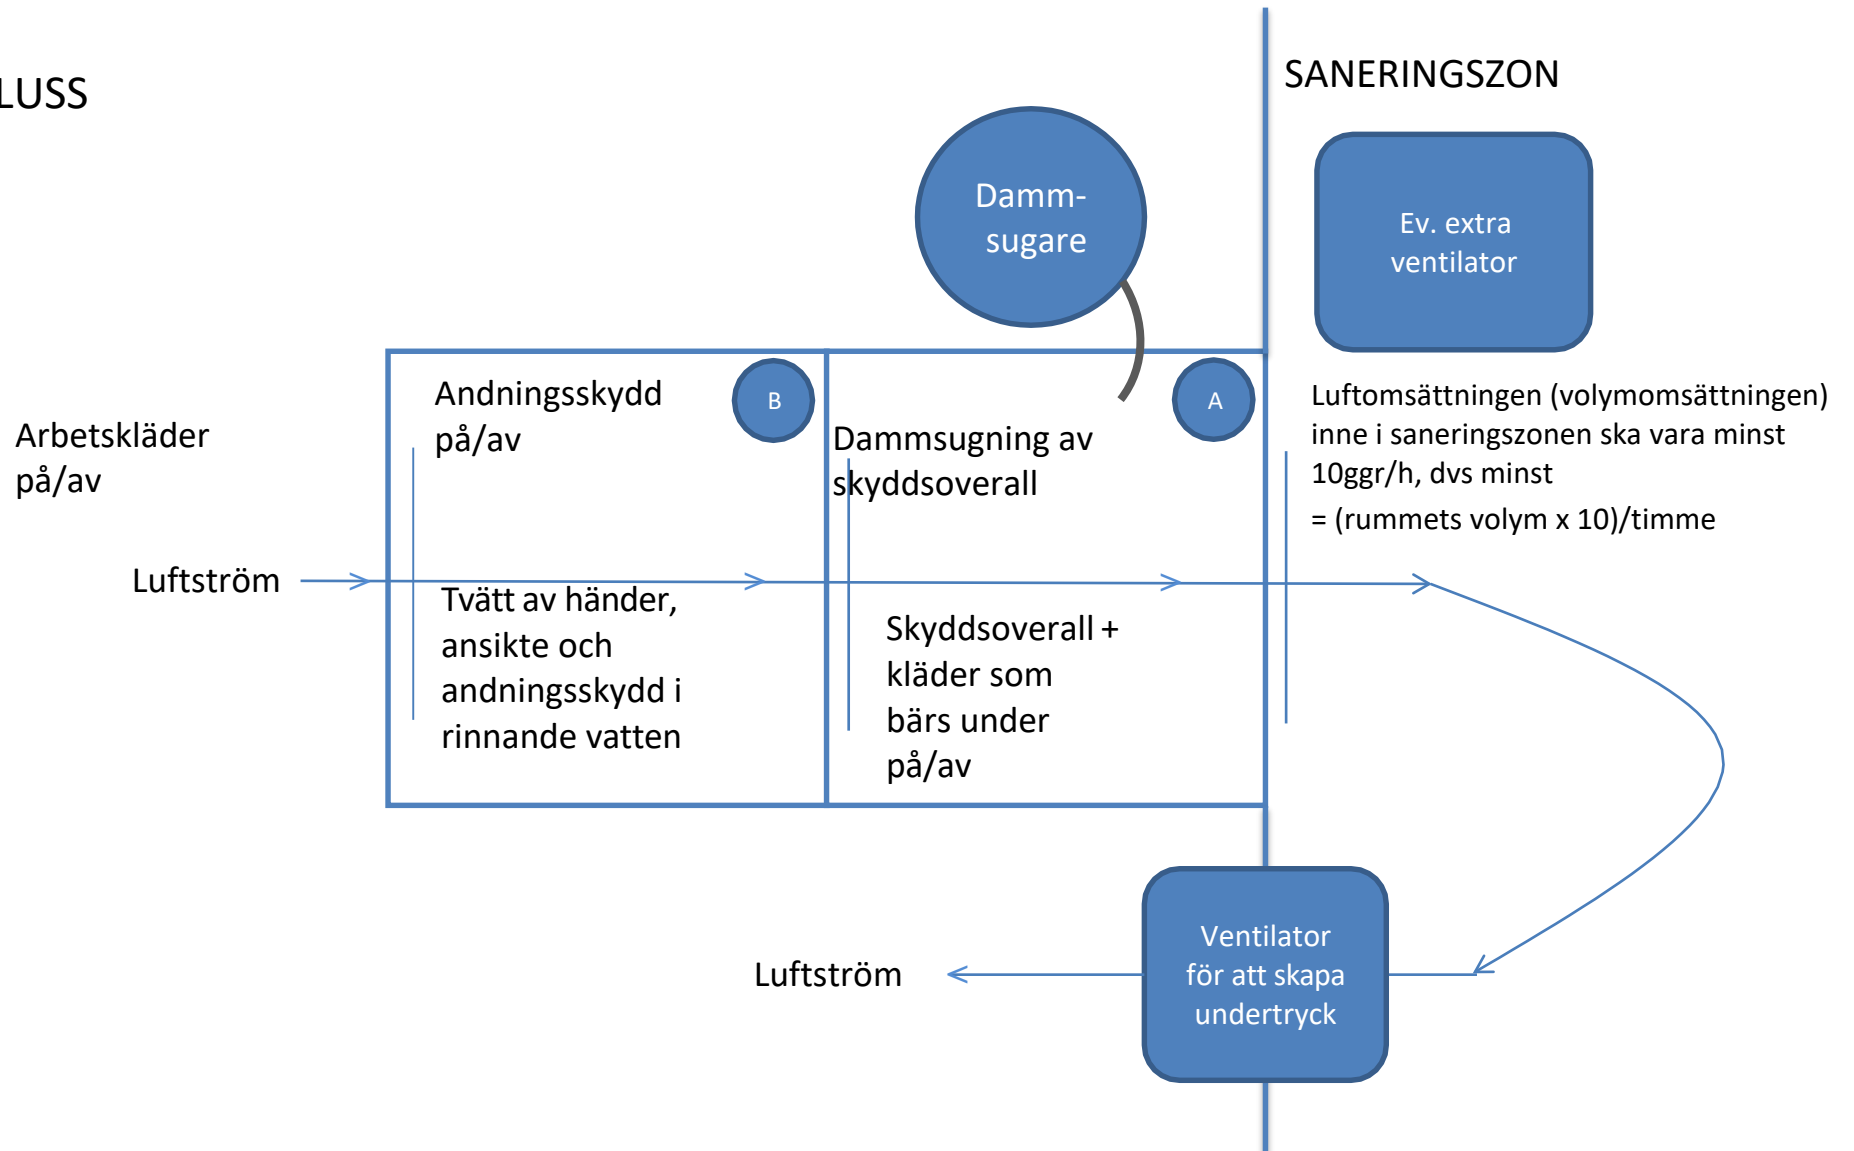 LUSS
SANERINGSZON
Damm-
sugare
Ev. extra
ventilator
Arbetskläder
på/av
Andningsskydd
på/av
B
Dammsugning av
skyddsoverall
A
Luftomsättningen (volymomsättningen)
inne i saneringszonen ska vara minst
10ggr/h, dvs minst
= (rummets volym x 10)/timme
Luftström
Tvätt av händer,
ansikte och
andningsskydd i
rinnande vatten
Skyddsoverall +
kläder som
bärs under
på/av
Luftström
Ventilator
för att skapa
undertryck